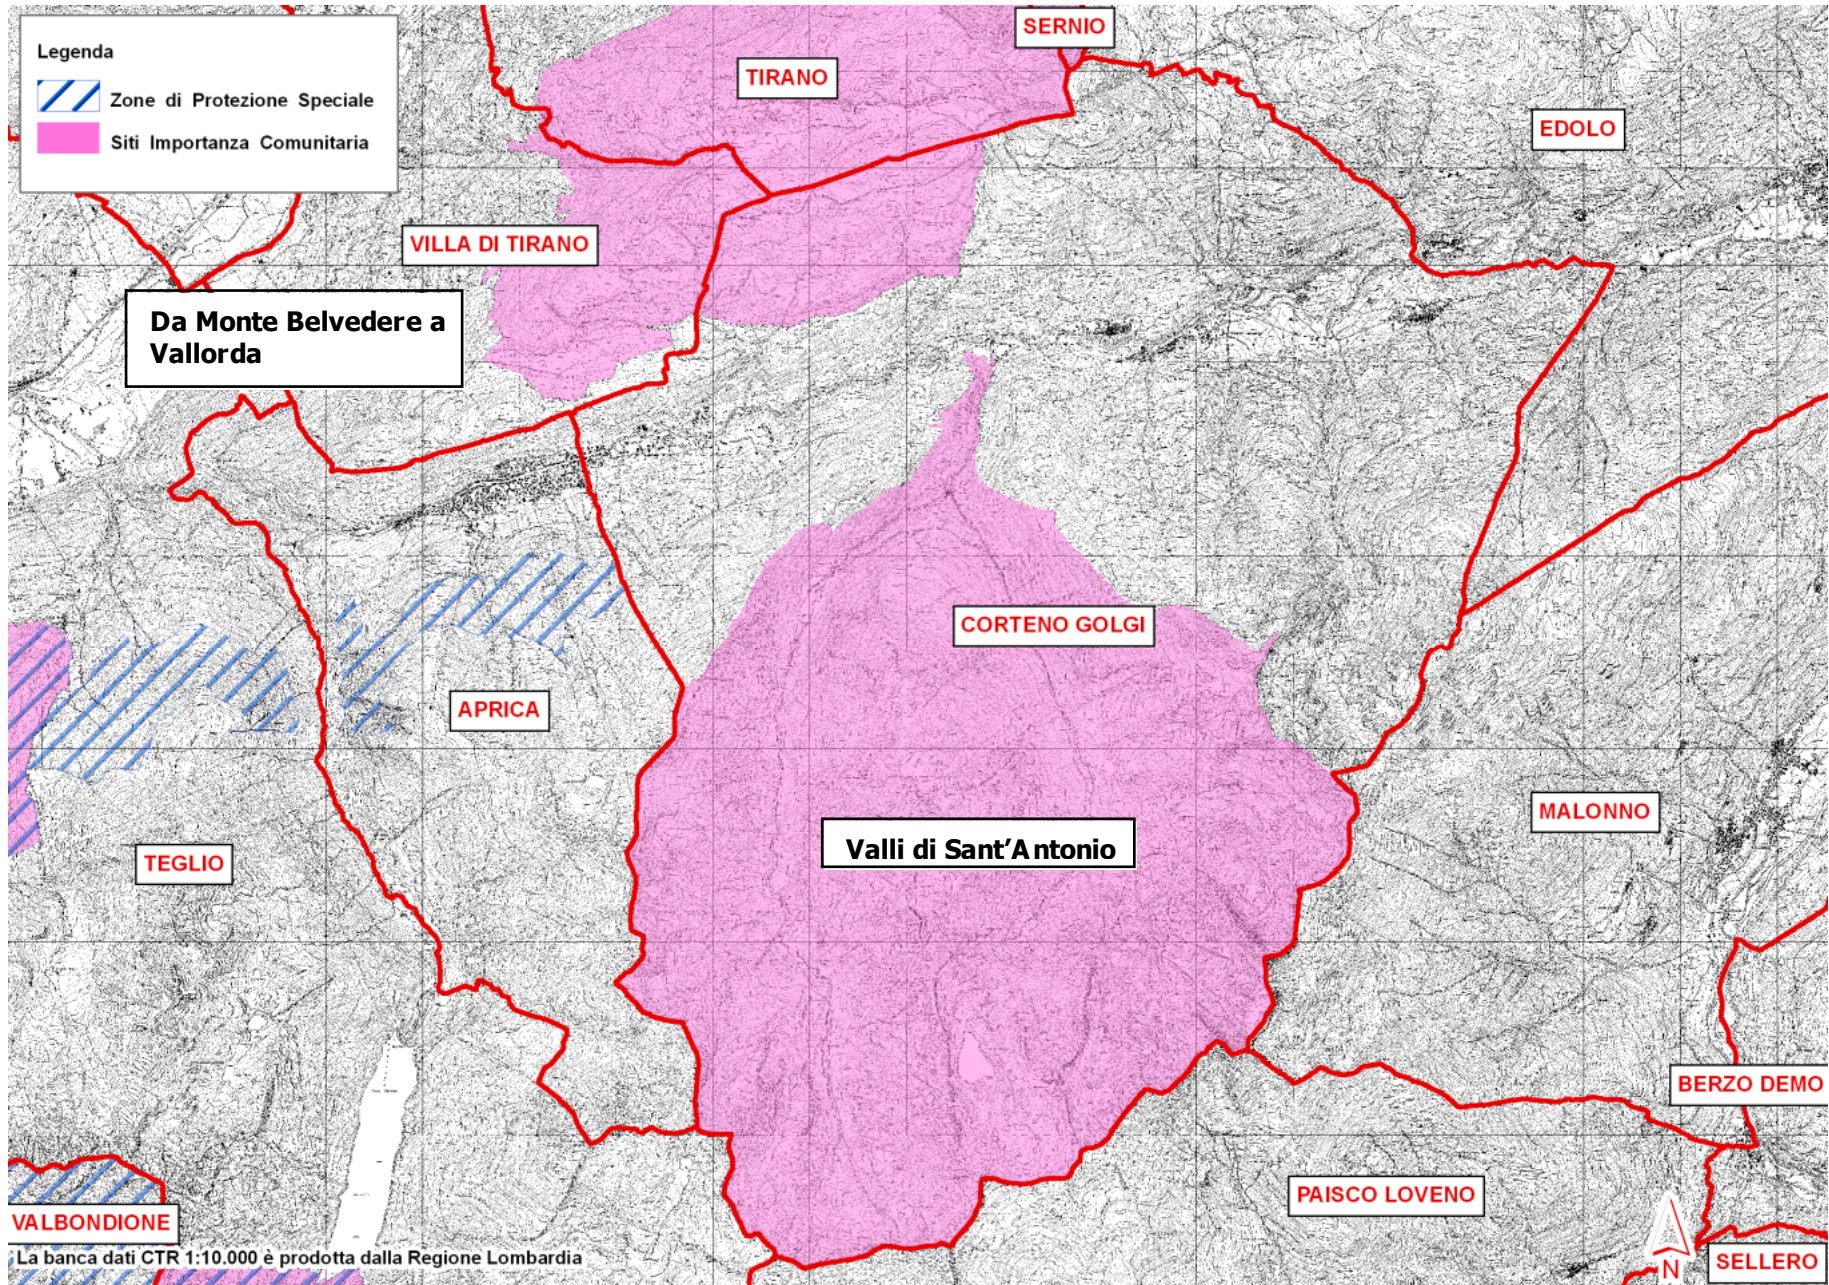 Legenda
Zone di Protezione Speciale
Siti Importanza Comunitaria
SERNIO
TIRANO
EDOLO
VILLA DI TIRANO
Da Monte Belvedere a
Vallorda
CORTENO GOLGI
APRICA
MALONNO
Valli di Sant'Antonio
TEGLIO
BERZO DEMO
PAISCO LOVENO
VALBONDIONE
La banca dati CTR 1:10.000 è prodotta dalla Regione Lombardia
N
SELLERO